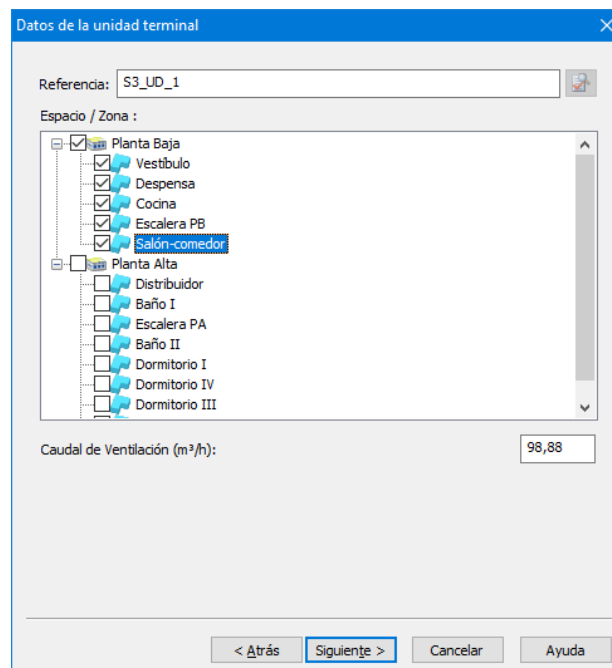 Datos de la unidad terminal
Referencia: S3_UD_1
Espacio / Zona :
Planta Baja
Vestíbulo
Despensa
Cocina
Escalera PB
Salón-comedor
Planta Alta
Distribuidor
Baño I
Escalera PA
Baño II
Dormitorio I
Dormitorio IV
Dormitorio III
Caudal de Ventilación (m³/h): 98,88
< Atrás Siguiente > Cancelar Ayuda